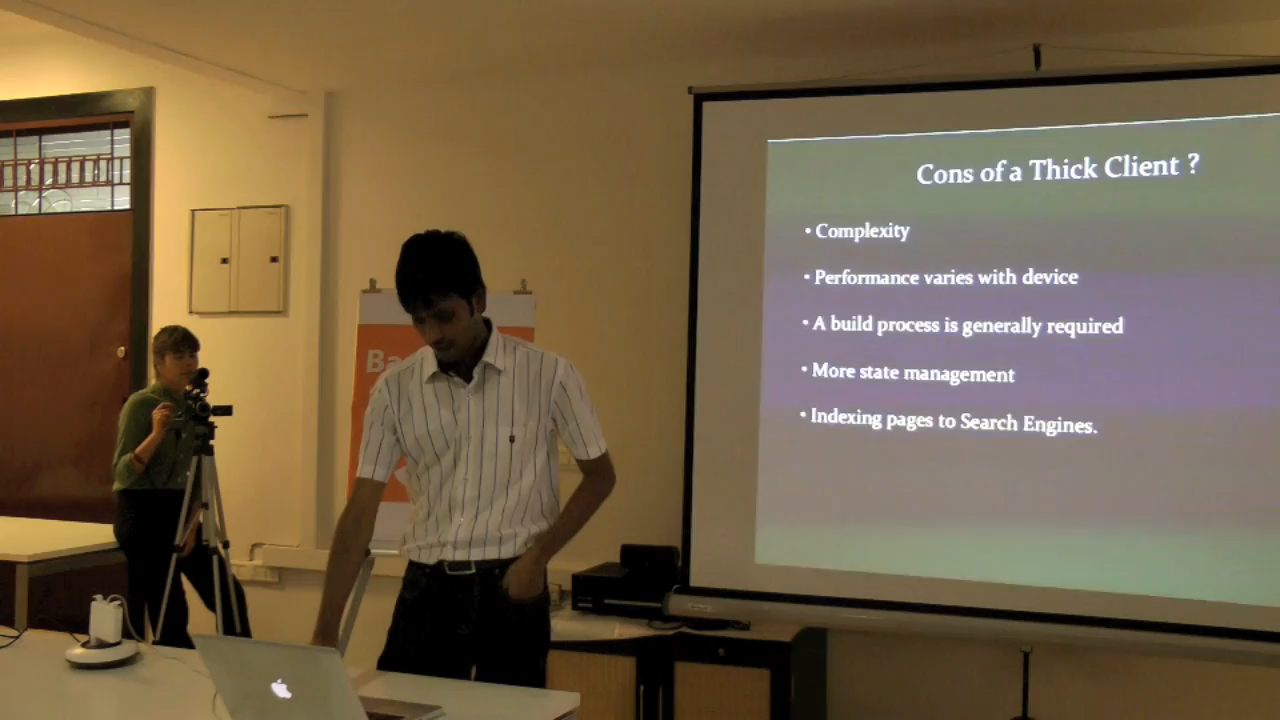 Cons of a Thick Client ?
• Complexity
• Performance varies with device
• A build process is generally required
• More state management
• Indexing pages to Search Engines.